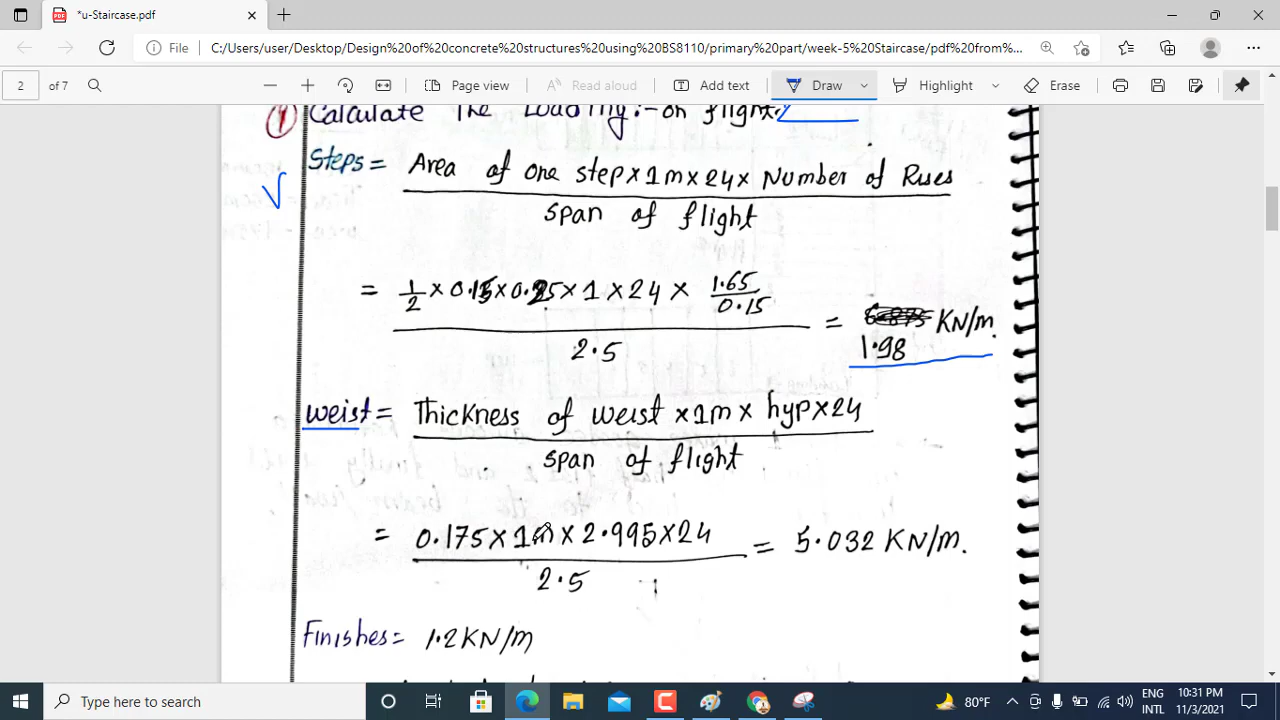 *u-Staircase.pdf
File C:/Users/user/Desktop/Design%20of%20concrete%20structures%20using%20BS8110/primary%20part/week-5%20Staircase/pdf%20from%...
2 of 7 Page view Read aloud Add text Draw Highlight Erase
① Calculate The Loading:- on flight.
Steps = Area of one step × 1m × 24 × Number of Rises
span of flight
= 1/2 × 0.15 × 0.25 × 1 × 24 × 1.65/0.15
2.5
= KN/m.
1.98
weist = Thickness of weist × 1m × hyp × 24
span of flight
= 0.175 × 1m × 2.995 × 24
2.5
= 5.032 KN/m.
Finishes = 1.2 KN/m
Type here to search
80°F
ENG
INTL
10:31 PM
11/3/2021